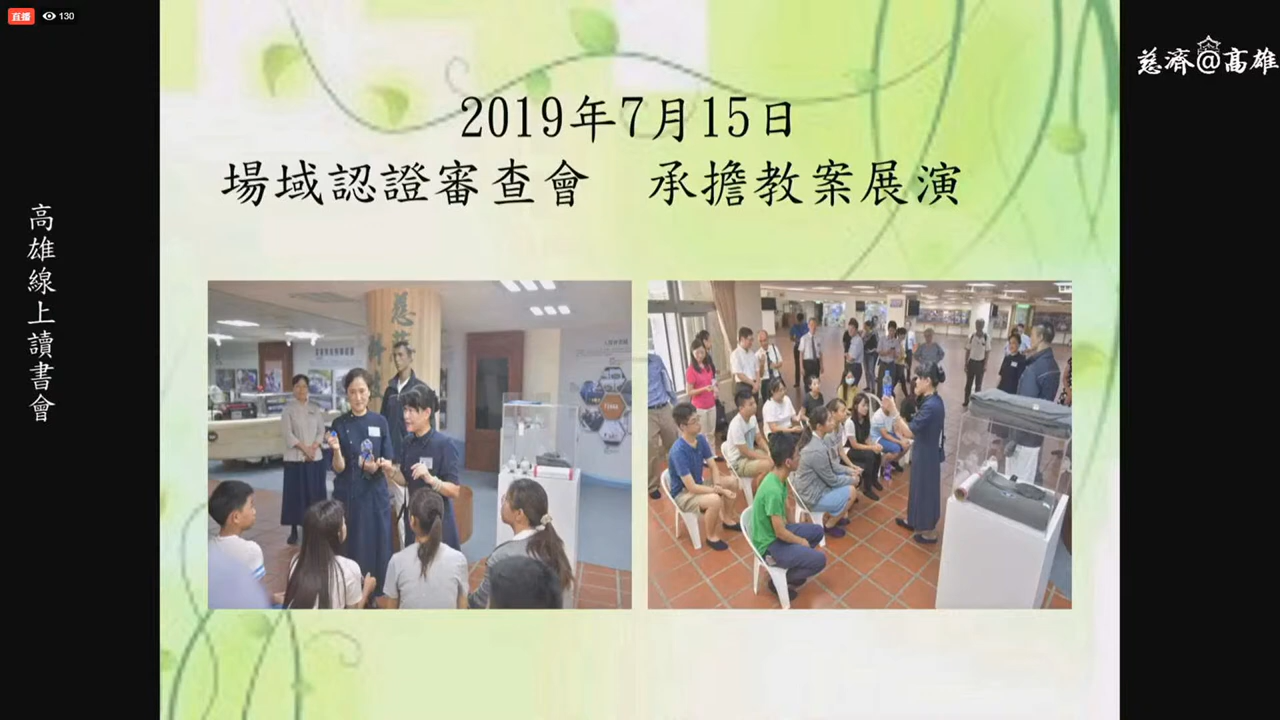 直播 130
慈濟@高雄
2019年7月15日
場域認證審查會 承擔教案展演
高雄線上讀書會
慈